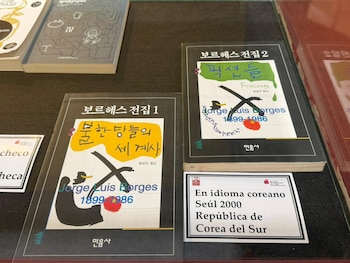 보르헤스 전집 2
픽션들
Ficciones
Jorge Luis Borges
1899-1986
민음사
보르헤스 전집 1
불한당들의
세계사
Jorge Luis Borges
1899-1986
민음사
checo
checa
En idioma coreano
Seúl 2000
República de
Corea del Sur